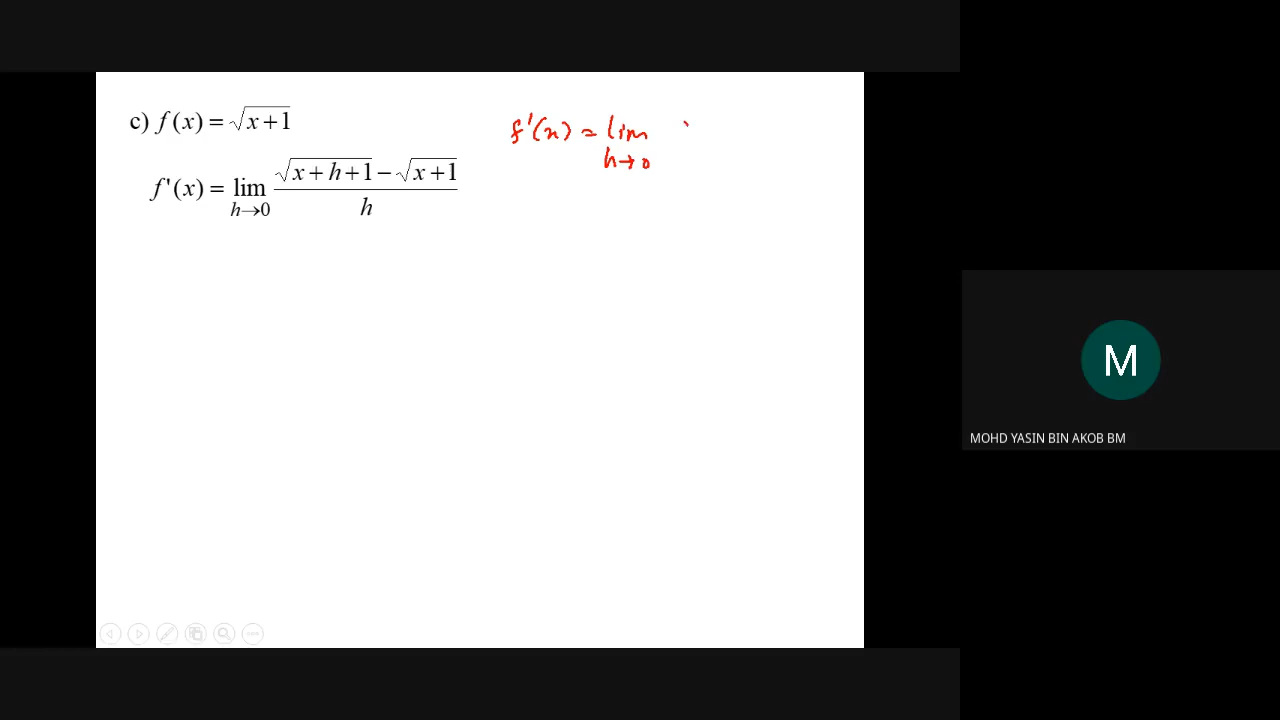 c) f(x) = √x+1
f'(x) = lim h→0 √x+h+1 − √x+1 / h
f'(x) = lim
h→0
M
MOHD YASIN BIN AKOB BM